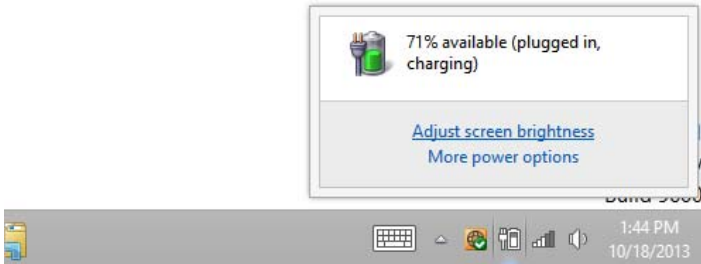 71% available (plugged in,
charging)
Adjust screen brightness
More power options
1:44 PM
10/18/2013